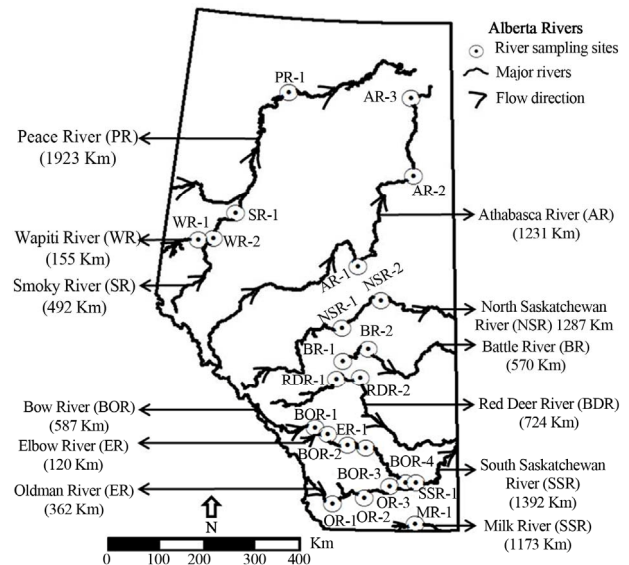 Alberta Rivers
River sampling sites
Major rivers
Flow direction
PR-1
AR-3
Peace River (PR)
(1923 Km)
AR-2
SR-1
WR-1
WR-2
Wapiti River (WR)
(155 Km)
Athabasca River (AR)
(1231 Km)
Smoky River (SR)
(492 Km)
AR-1
NSR-2
NSR-1
North Saskatchewan
River (NSR) 1287 Km
BR-2
BR-1
Battle River (BR)
(570 Km)
RDR-1
RDR-2
Red Deer River (BDR)
(724 Km)
Bow River (BOR)
(587 Km)
BOR-1
ER-1
Elbow River (ER)
(120 Km)
BOR-2
BOR-4
BOR-3
South Saskatchewan
River (SSR)
(1392 Km)
Oldman River (ER)
(362 Km)
SSR-1
OR-3
OR-2
OR-1
MR-1
Milk River (SSR)
(1173 Km)
N
Km
0 100 200 300 400